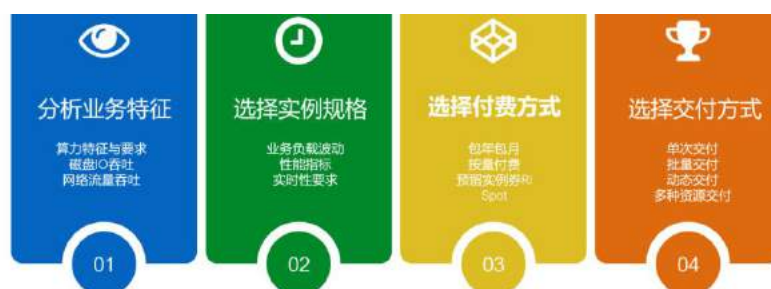 分析业务特征
算力特征与要求
磁盘IO吞吐
网络流量吞吐
01
选择实例规格
业务负载波动
性能指标
实时性要求
02
选择付费方式
包年包月
按量付费
预留实例券RI
Spot
03
选择交付方式
单次交付
批量交付
动态交付
多种资源交付
04